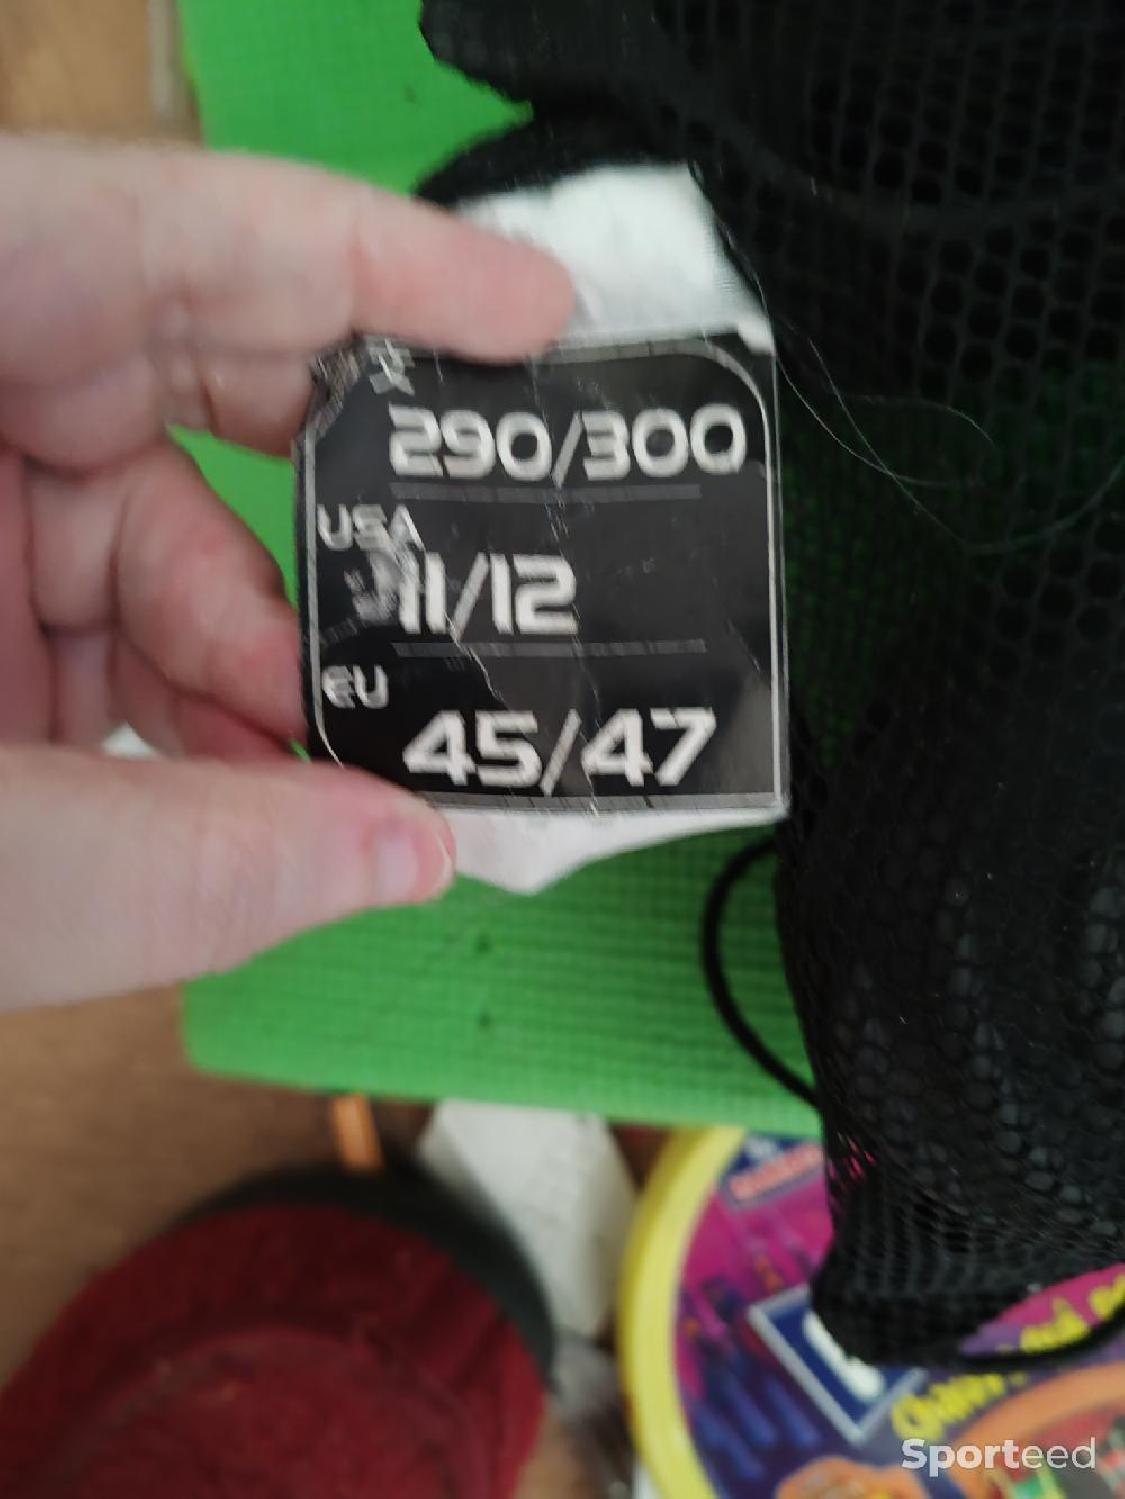 290/300
USA
11/12
EU
45/47
Sporteed